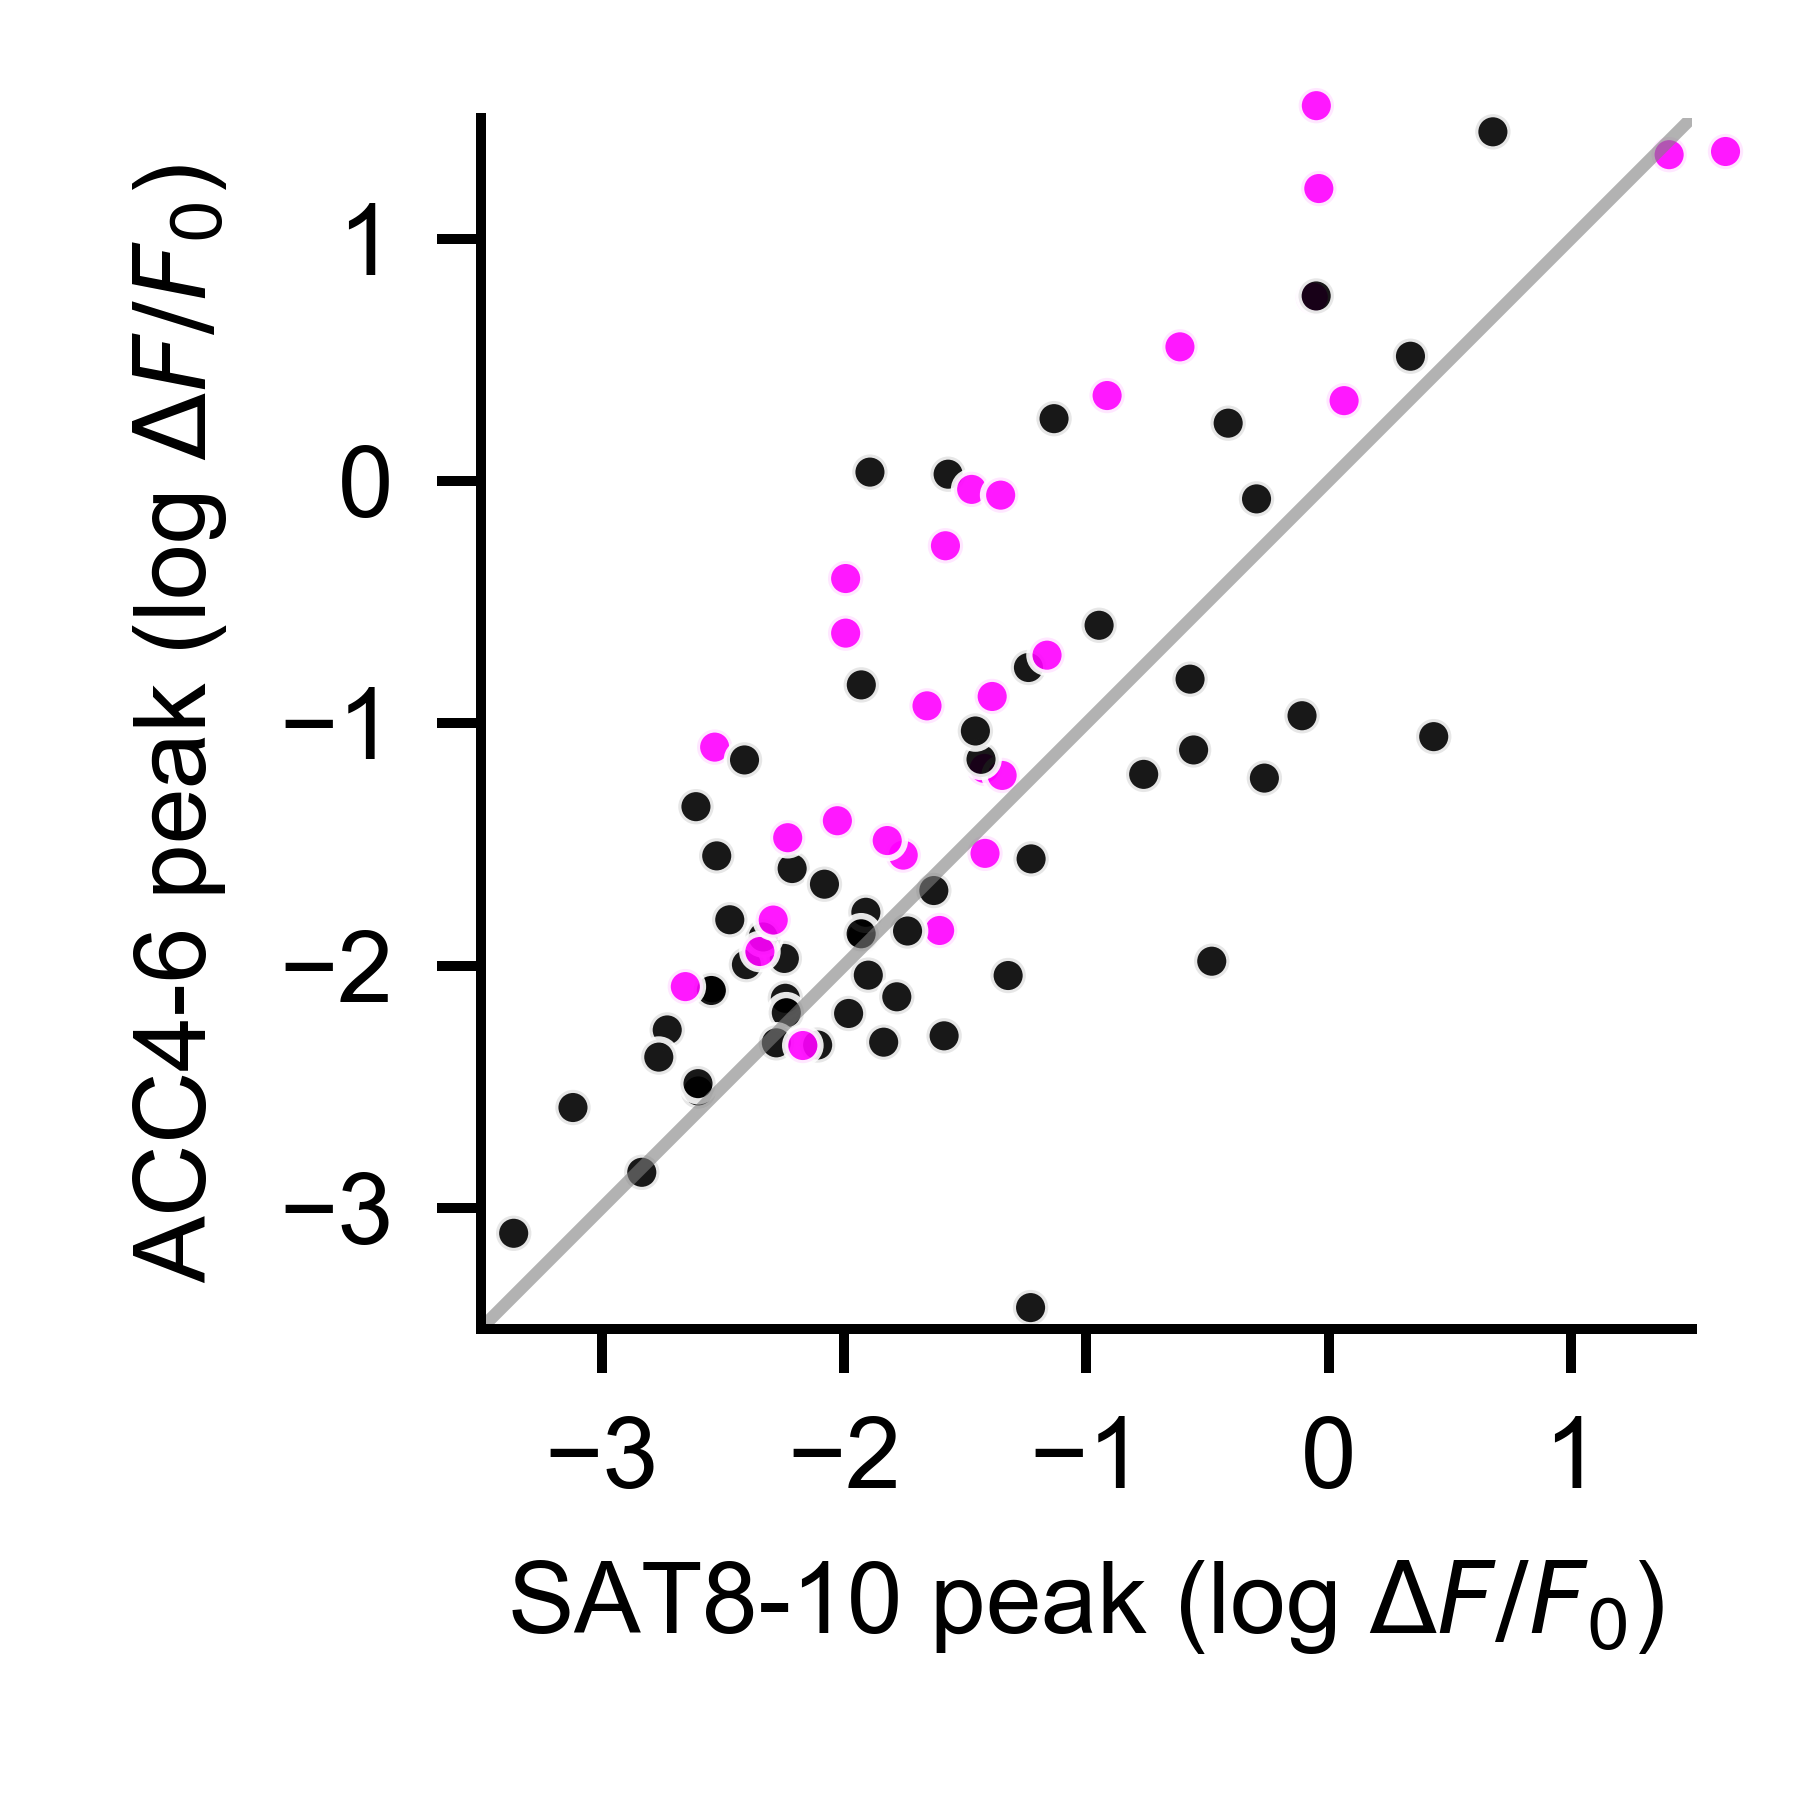 ACC4-6 peak (log ΔF/F₀)
1
0
−1
−2
−3
−3 −2 −1 0 1
SAT8-10 peak (log ΔF/F₀)